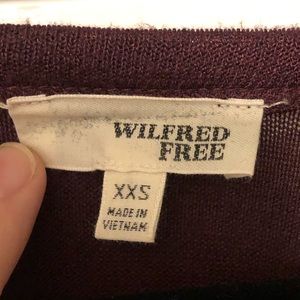 WILFRED
FREE
XXS
MADE IN
VIETNAM